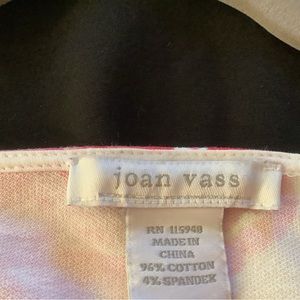 joan vass
RN 115948
MADE IN
CHINA
96% COTTON
4% SPANDEX